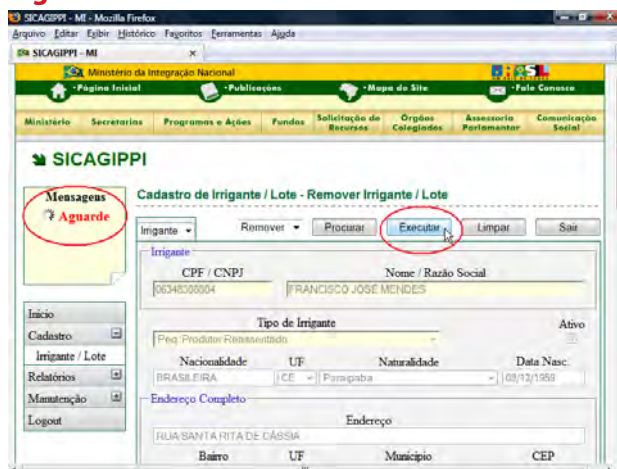 SICAGIPPI - MI - Mozilla Firefox
Arquivo Editar Exibir Histórico Favoritos Ferramentas Ajuda
SICAGIPPI - MI ×
Ministério da Integração Nacional
•Página Inicial •Publicações •Mapa do Site •Fale Conosco
Ministério Secretarias Programas e Ações Fundos Solicitação de Recursos Órgãos Colegiados Assessoria Parlamentar Comunicação Social
SICAGIPPI
Mensagens
Aguarde
Cadastro de Irrigante / Lote - Remover Irrigante / Lote
Irrigante Remover Procurar Executar Limpar Sair
Irrigante
CPF / CNPJ Nome / Razão Social
FRANCISCO JOSÉ MENDES
Tipo de Irrigante Ativo
Peq. Produtor Reassentado
Nacionalidade UF Naturalidade Data Nasc.
BRASILEIRA CE Paraipaba 03/12/1959
Início
Cadastro
Irrigante / Lote
Relatórios
Manutenção
Logout
Endereço Completo
Endereço
RUA SANTA RITA DE CÁSSIA
Bairro UF Município CEP